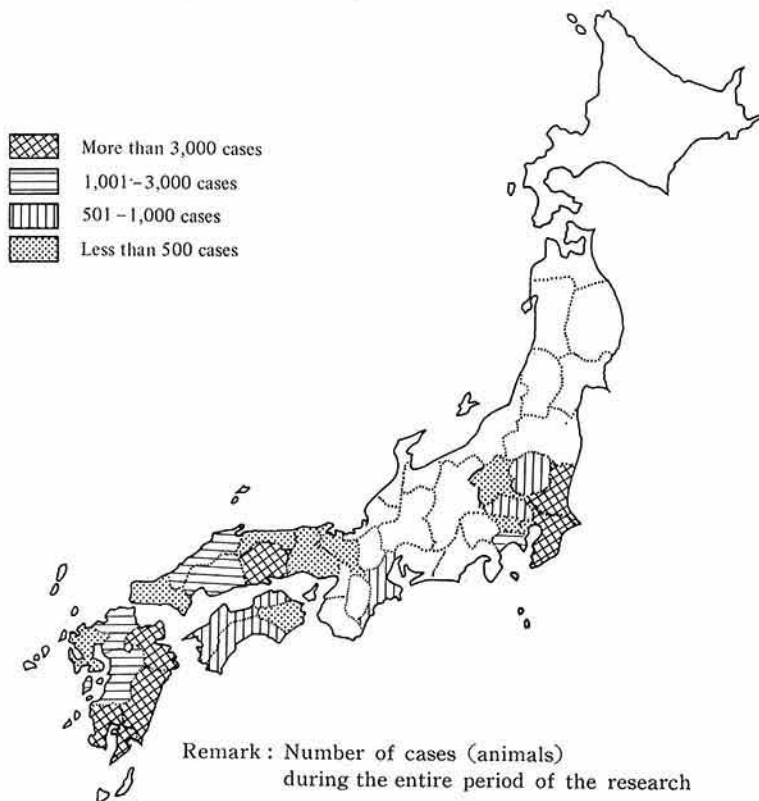 More than 3,000 cases
1,001 – 3,000 cases
501 – 1,000 cases
Less than 500 cases
Remark : Number of cases (animals)
during the entire period of the research